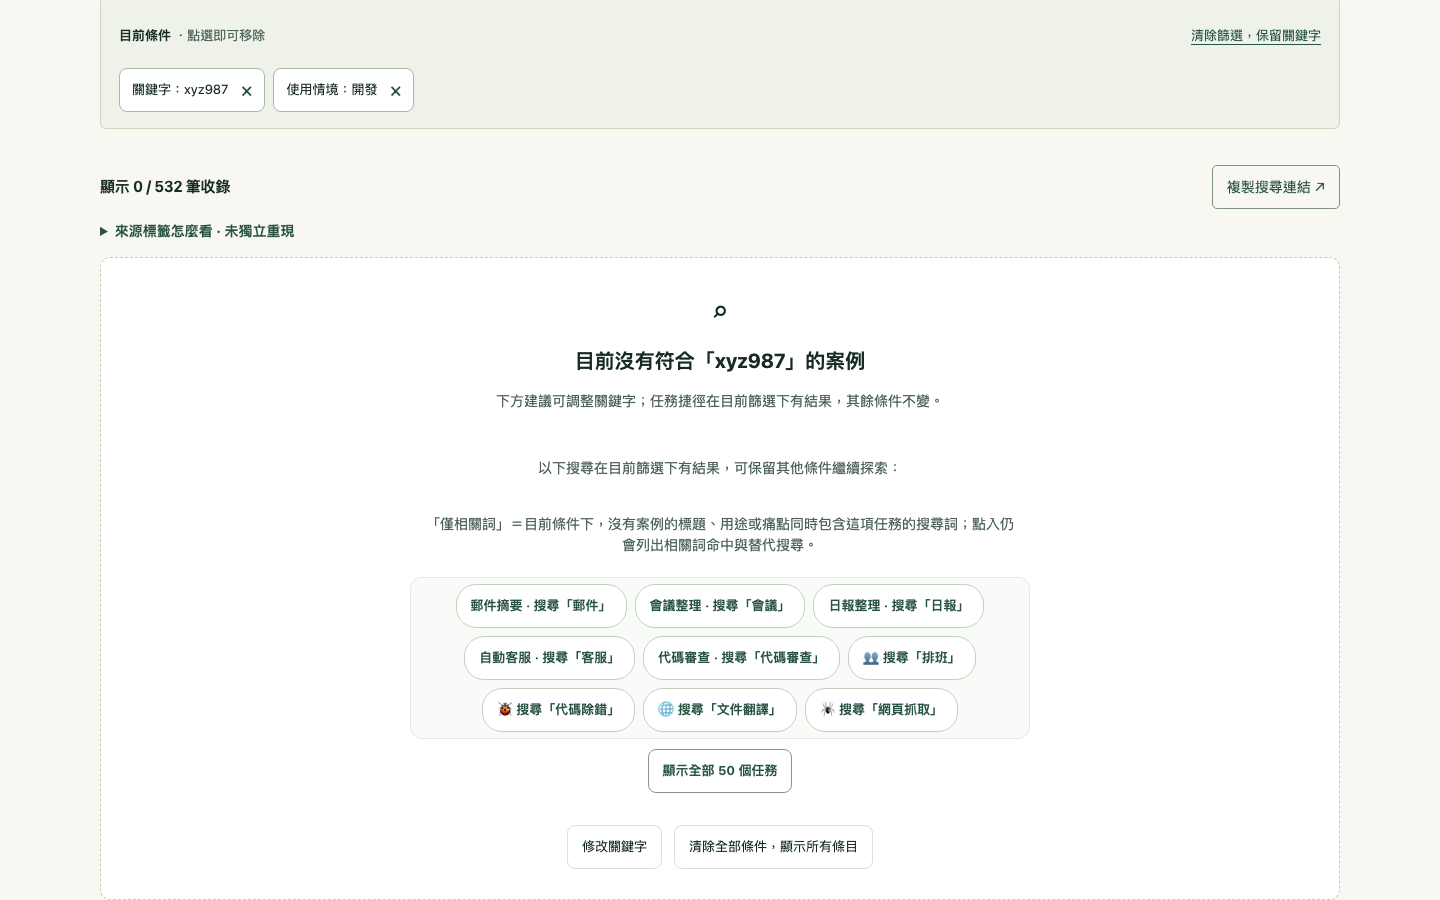 目前條件 · 點選即可移除
清除篩選，保留關鍵字
關鍵字：xyz987 ×
使用情境：開發 ×
顯示 0 / 532 筆收錄
複製搜尋連結 ↗
▶ 來源標籤怎麼看 · 未獨立重現
目前沒有符合「xyz987」的案例
下方建議可調整關鍵字；任務捷徑在目前篩選下有結果，其餘條件不變。
以下搜尋在目前篩選下有結果，可保留其他條件繼續探索：
「僅相關詞」＝目前條件下，沒有案例的標題、用途或痛點同時包含這項任務的搜尋詞；點入仍
會列出相關詞命中與替代搜尋。
郵件摘要 · 搜尋「郵件」
會議整理 · 搜尋「會議」
日報整理 · 搜尋「日報」
自動客服 · 搜尋「客服」
代碼審查 · 搜尋「代碼審查」
👥 搜尋「排班」
🐞 搜尋「代碼除錯」
🌐 搜尋「文件翻譯」
🕷 搜尋「網頁抓取」
顯示全部 50 個任務
修改關鍵字
清除全部條件，顯示所有條目